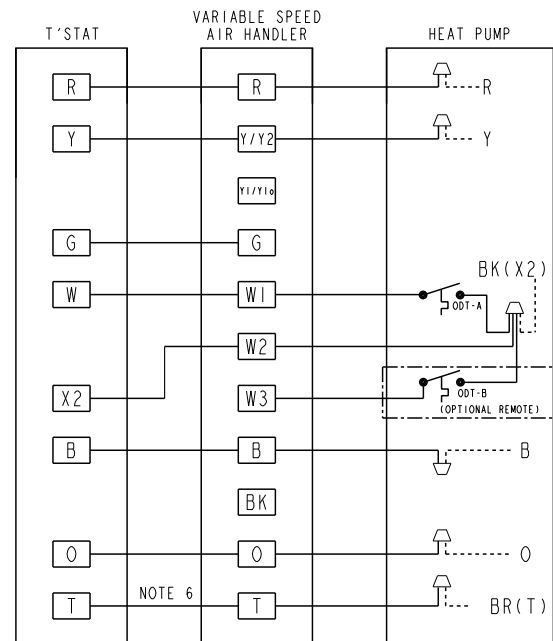 T'STAT
VARIABLE SPEED
AIR HANDLER
HEAT PUMP
R R R
Y Y/Y2 Y
Y1/Y1o
G G
BK(X2)
W W1
ODT-A
W2
X2 W3
ODT-B
(OPTIONAL REMOTE)
B B B
BK
O O O
NOTE 6
T T BR(T)